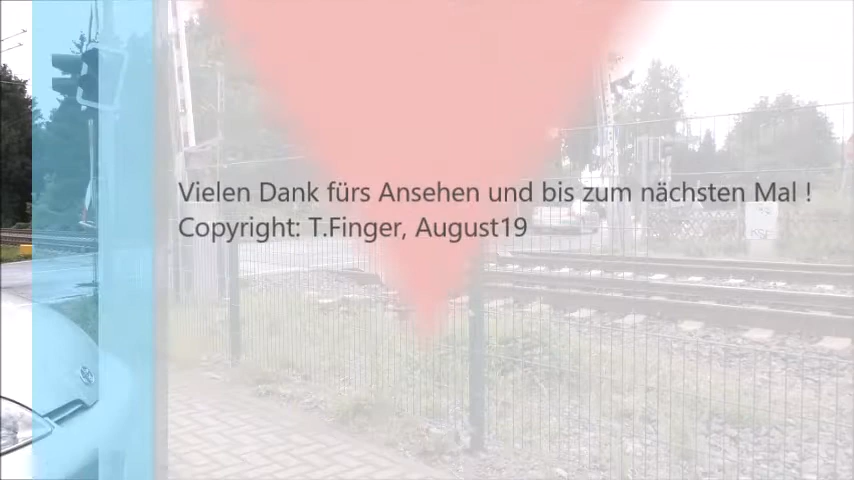 Vielen Dank fürs Ansehen und bis zum nächsten Mal !
Copyright: T.Finger, August19